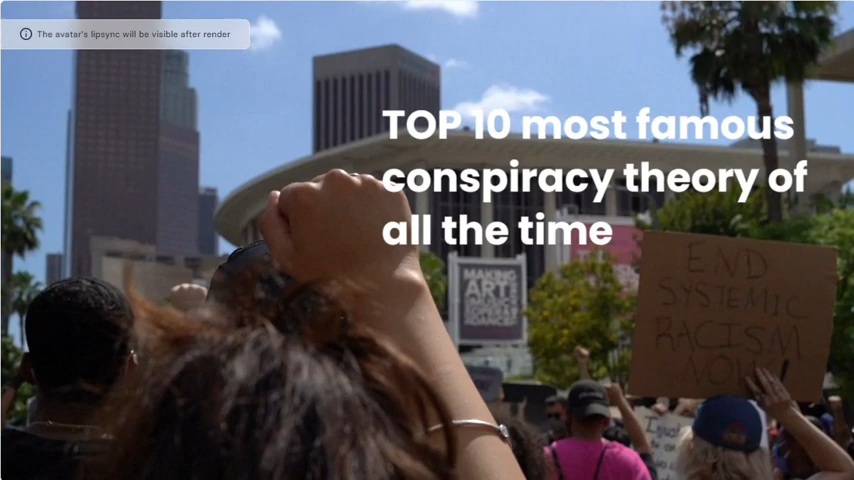 The avatar's lipsync will be visible after render
TOP 10 most famous
conspiracy theory of
all the time
MAKING
ART
END
SYSTEMIC
RACISM
NOW!